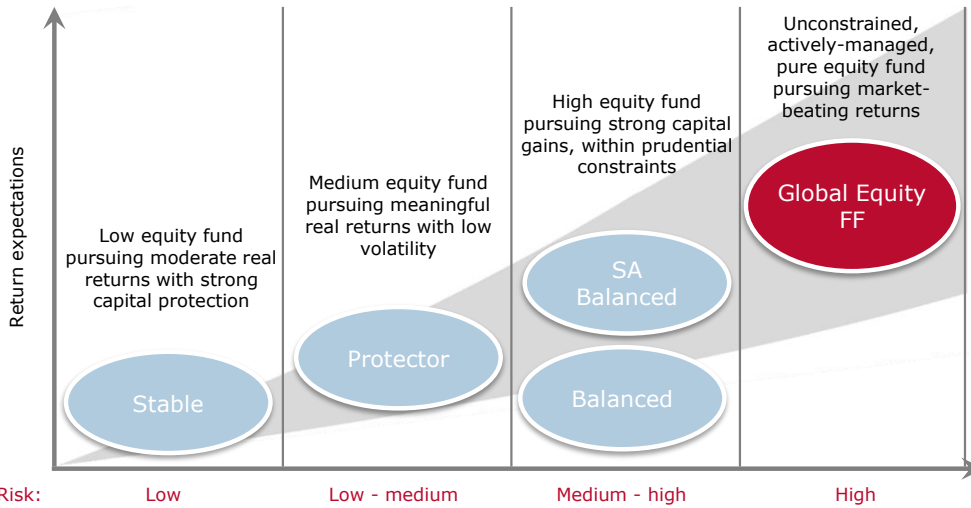 Return expectations
Low equity fund
pursuing moderate real
returns with strong
capital protection
Stable
Medium equity fund
pursuing meaningful
real returns with low
volatility
Protector
High equity fund
pursuing strong capital
gains, within prudential
constraints
SA
Balanced
Balanced
Unconstrained,
actively-managed,
pure equity fund
pursuing market-
beating returns
Global Equity
FF
Risk:
Low
Low - medium
Medium - high
High